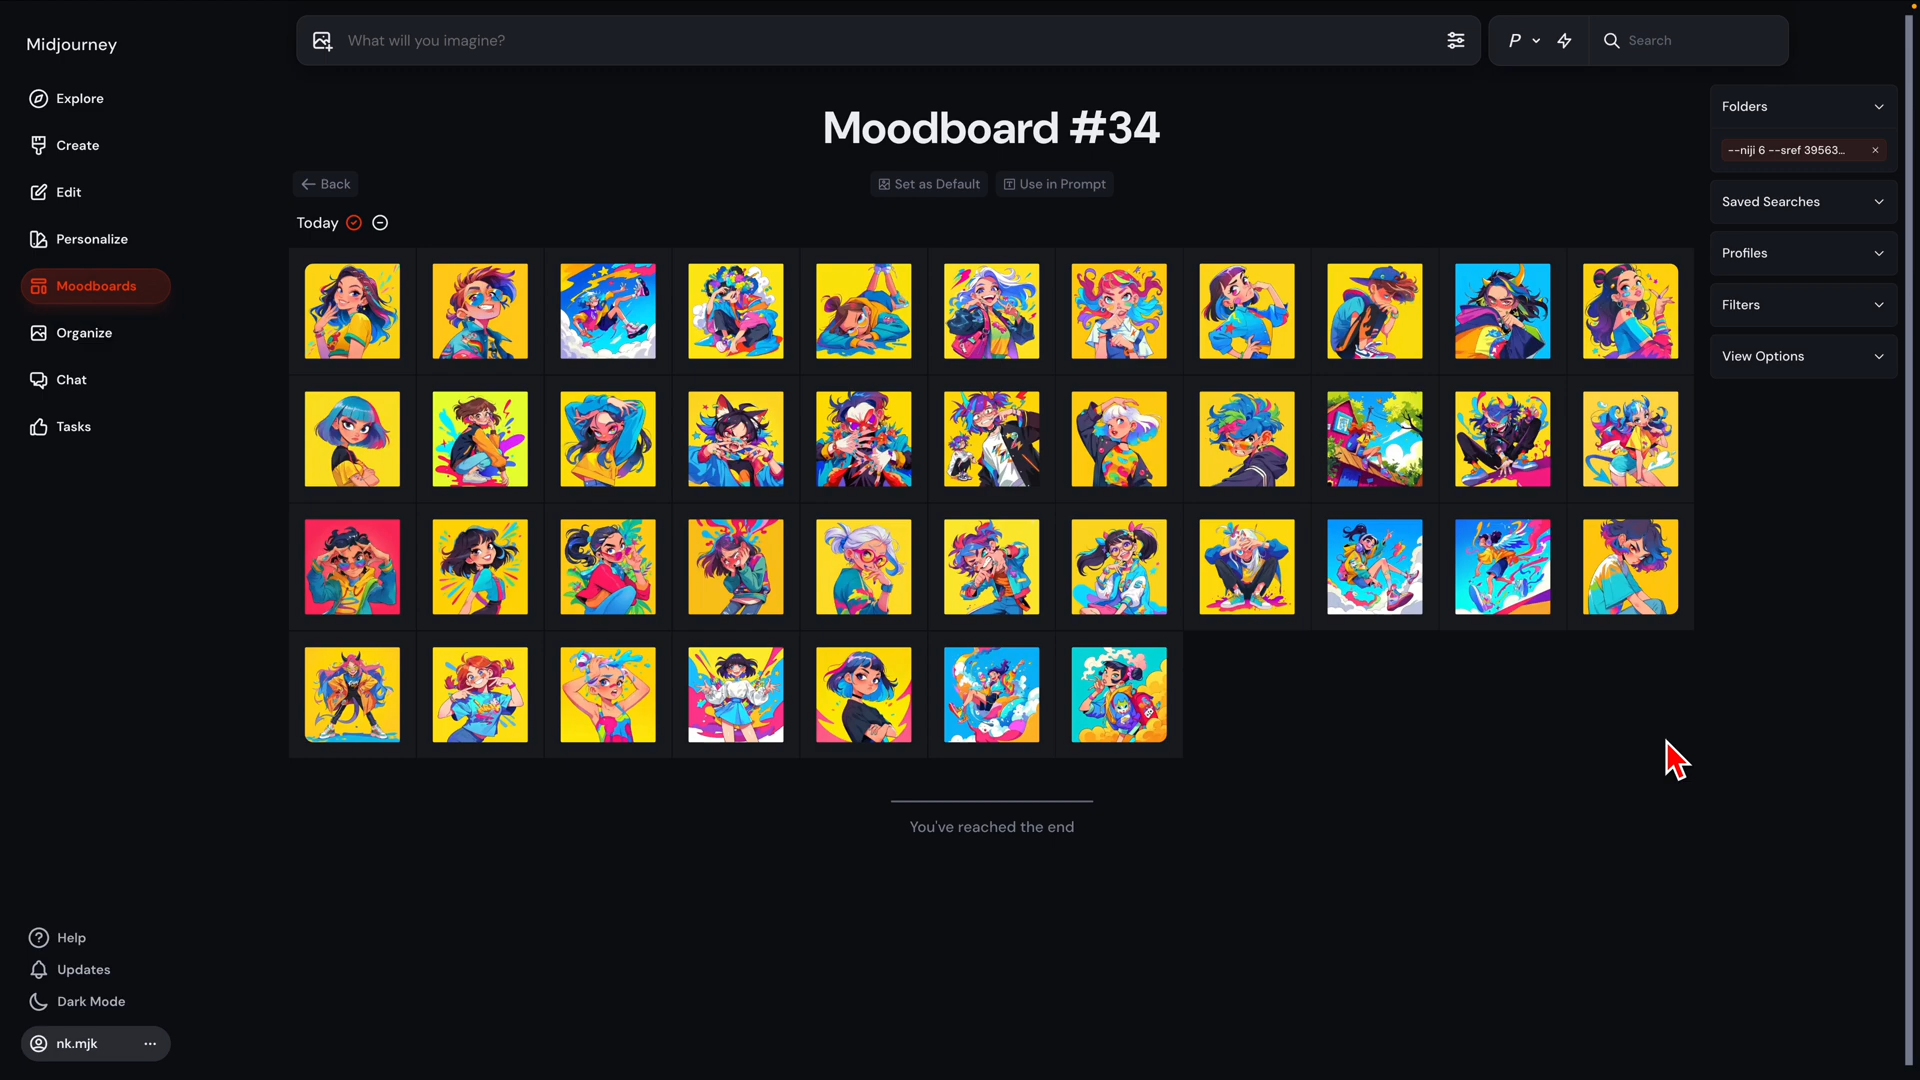 Midjourney
What will you imagine?
P
Search
Explore
Create
Edit
Personalize
Moodboards
Organize
Chat
Tasks
Moodboard #34
Back
Set as Default
Use in Prompt
Today
Folders
--niji 6 --sref 39563...
Saved Searches
Profiles
Filters
View Options
You've reached the end
Help
Updates
Dark Mode
nk.mjk